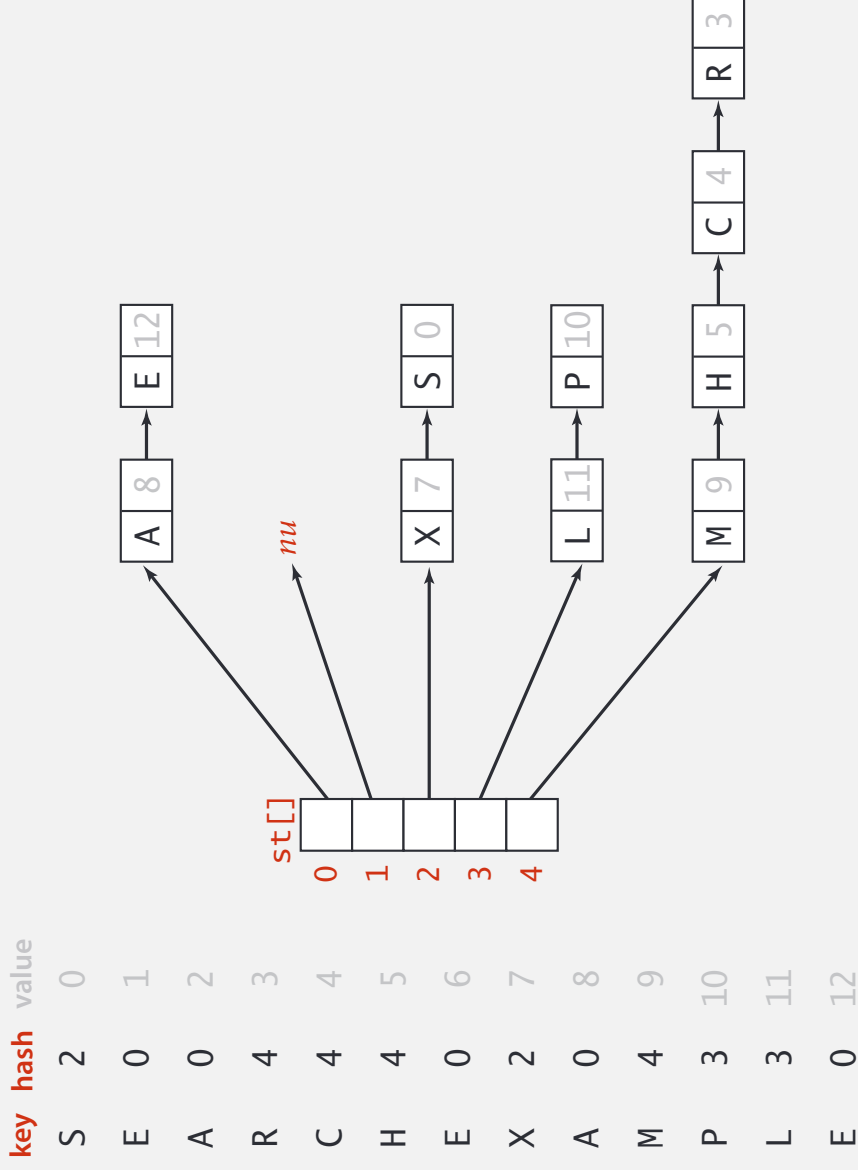 key hash value
S 2 0
E 0 1
A 0 2
R 4 3
C 4 4
H 4 5
E 0 6
X 2 7
A 0 8
M 4 9
P 3 10
L 3 11
E 0 12
st[]
0
1
2
3
4
A 8 E 12
nu
X 7 S 0
L 11 P 10
M 9 H 5 C 4 R 3